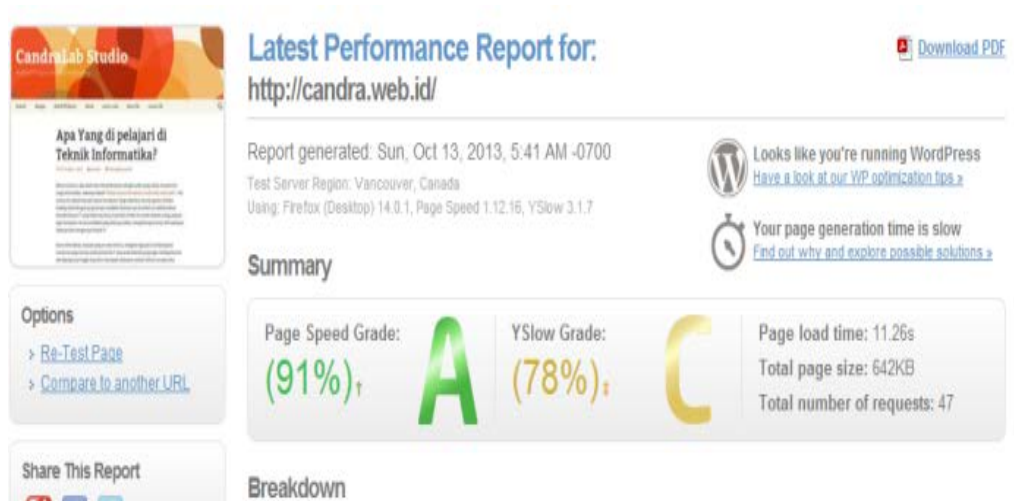 CandraLab Studio
Apa Yang di pelajari di
Teknik Informatika?
Options
> Re-Test Page
> Compare to another URL
Share This Report
Latest Performance Report for:
http://candra.web.id/
Download PDF
Report generated: Sun, Oct 13, 2013, 5:41 AM -0700
Test Server Region: Vancouver, Canada
Using: Firefox (Desktop) 14.0.1, Page Speed 1.12.16, YSlow 3.1.7
Looks like you're running WordPress
Have a look at our WP optimization tips »
Your page generation time is slow
Find out why and explore possible solutions »
Summary
Page Speed Grade:
(91%) A
YSlow Grade:
(78%) C
Page load time: 11.26s
Total page size: 642KB
Total number of requests: 47
Breakdown